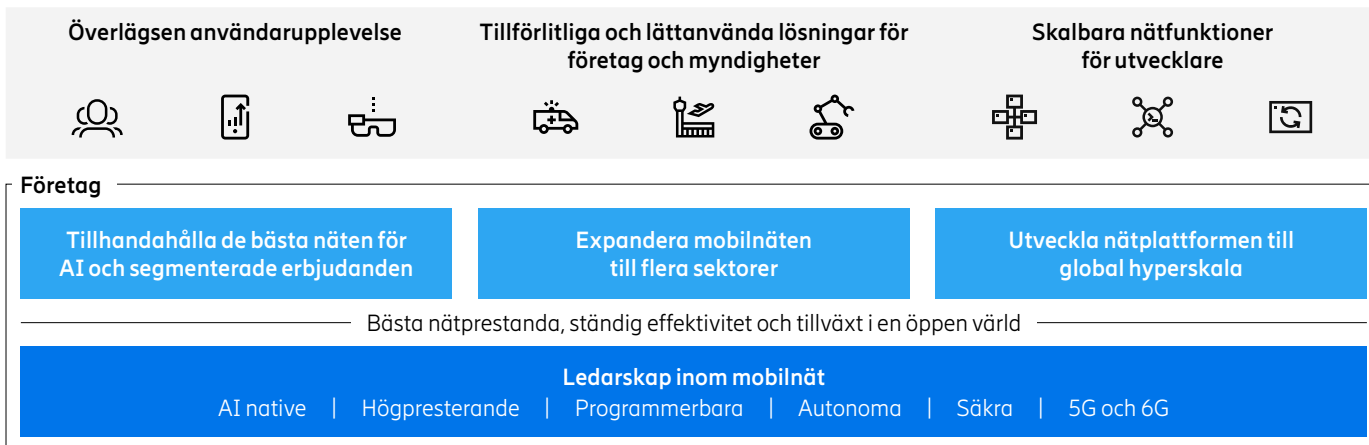 Överlägsen användarupplevelse
Tillförlitliga och lättanvända lösningar för
företag och myndigheter
Skalbara nätfunktioner
för utvecklare
Företag
Tillhandahålla de bästa näten för
AI och segmenterade erbjudanden
Expandera mobilnäten
till flera sektorer
Utveckla nätplattformen till
global hyperskala
Bästa nätprestanda, ständig effektivitet och tillväxt i en öppen värld
Ledarskap inom mobilnät
AI native | Högpresterande | Programmerbara | Autonoma | Säkra | 5G och 6G